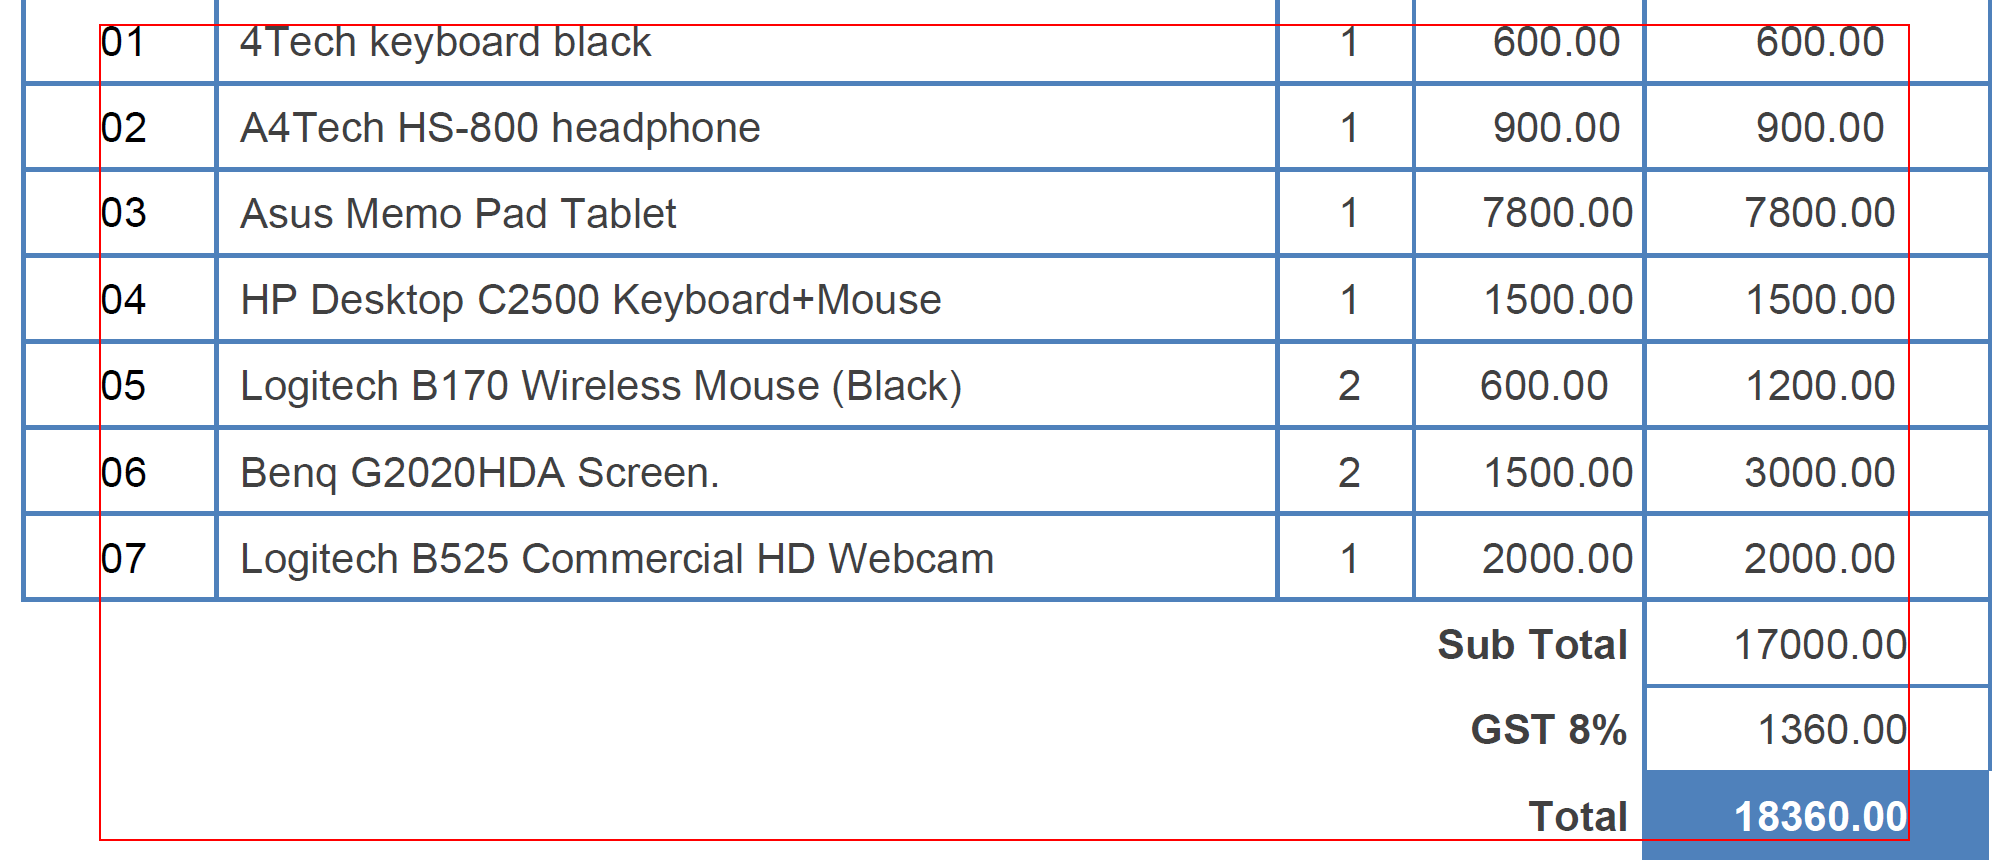 01 4Tech keyboard black 1 600.00 600.00
02 A4Tech HS-800 headphone 1 900.00 900.00
03 Asus Memo Pad Tablet 1 7800.00 7800.00
04 HP Desktop C2500 Keyboard+Mouse 1 1500.00 1500.00
05 Logitech B170 Wireless Mouse (Black) 2 600.00 1200.00
06 Benq G2020HDA Screen. 2 1500.00 3000.00
07 Logitech B525 Commercial HD Webcam 1 2000.00 2000.00
Sub Total 17000.00
GST 8% 1360.00
Total 18360.00